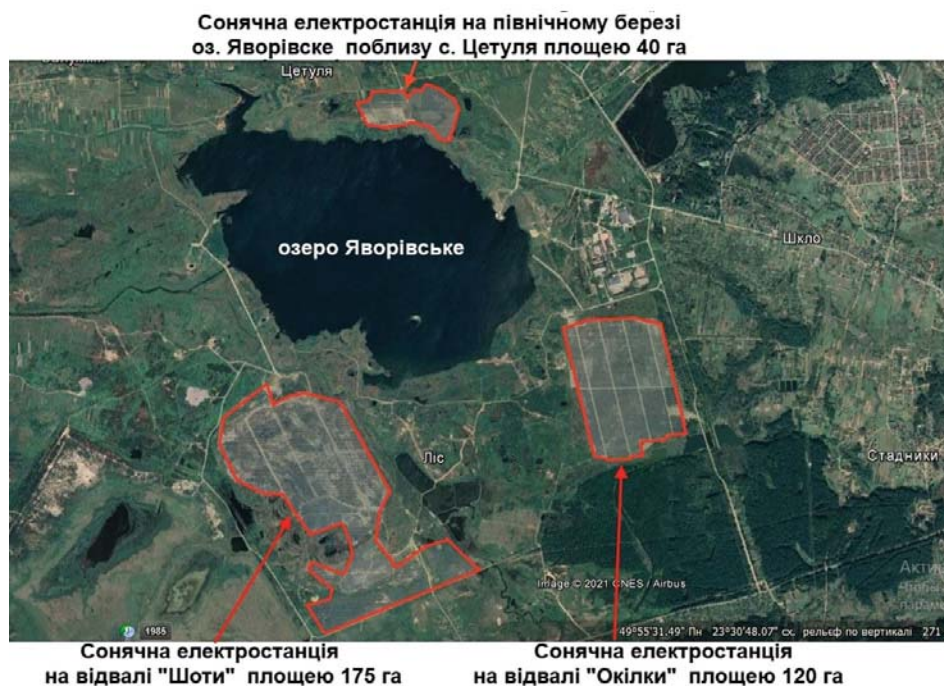 Сонячна електростанція на північному березі
оз. Яворівске поблизу с. Цетуля площею 40 га
Цетуля
озеро Яворівське
Шкло
Ліс
Стадники
Image © 2021 CNES / Airbus
1985
49°55'31.49" Пн 23°30'48.07" сх. рельєф по вертикалі 271
Сонячна електростанція
на відвалі "Шоти" площею 175 га
Сонячна електростанція
на відвалі "Окілки" площею 120 га